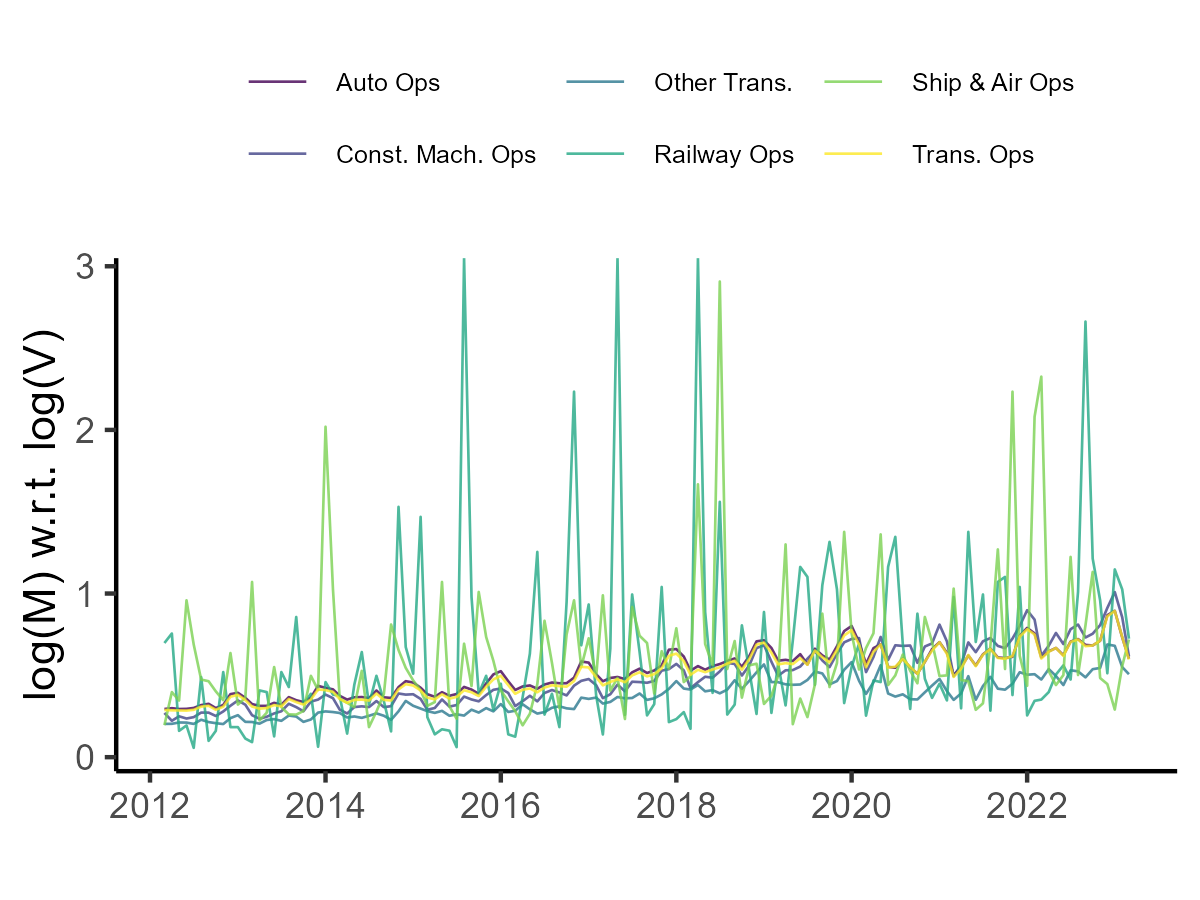 Auto Ops
Other Trans.
Ship & Air Ops
Const. Mach. Ops
Railway Ops
Trans. Ops
log(M) w.r.t. log(V)
3
2
1
0
2012
2014
2016
2018
2020
2022